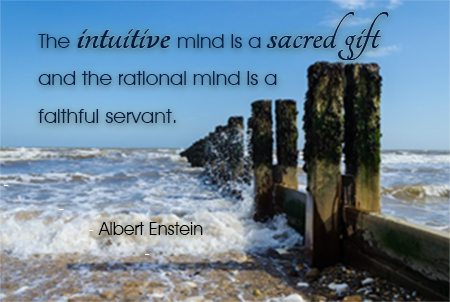 The intuitive mind is a sacred gift
and the rational mind is a
faithful servant.
- Albert Enstein